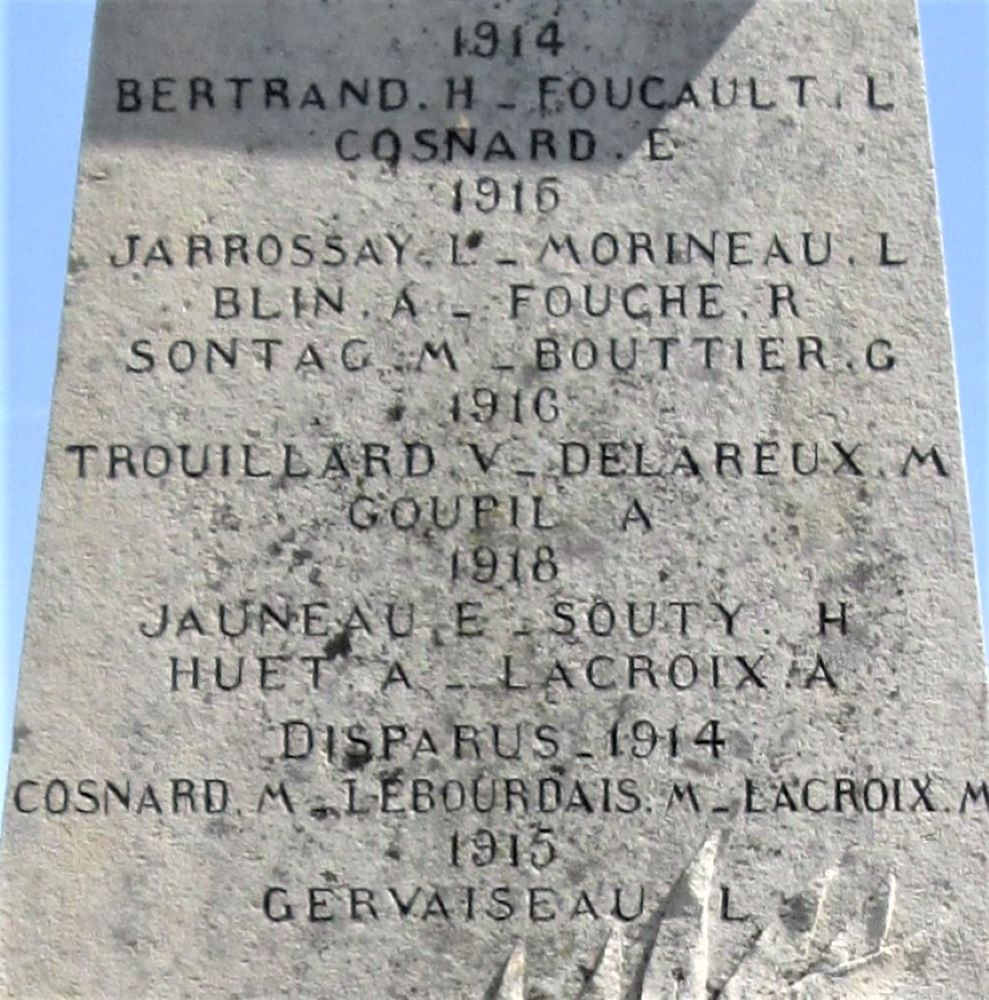 1914
BERTRAND. H _ FOUCAULT. L
COSNARD. E
1915
JARROSSAY. L _ MORINEAU. L
BLIN. A _ FOUCHE. R
SONTAG. M _ BOUTTIER. G
1916
TROUILLARD V _ DELAREUX. M
GOUPIL A
1918
JAUNEAU. E _ SOUTY. H
HUET. A _ LACROIX. A
DISPARUS _ 1914
COSNARD. M _ LEBOURDAIS. M _ LACROIX. M
1915
GERVAISEAU L